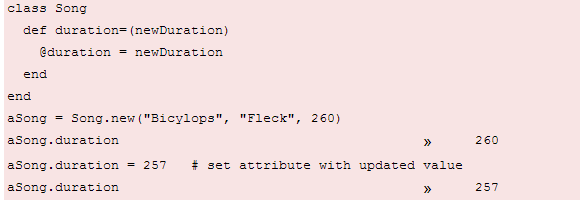 class Song
  def duration=(newDuration)
    @duration = newDuration
  end
end
aSong = Song.new("Bicylops", "Fleck", 260)
aSong.duration » 260
aSong.duration = 257   # set attribute with updated value
aSong.duration » 257